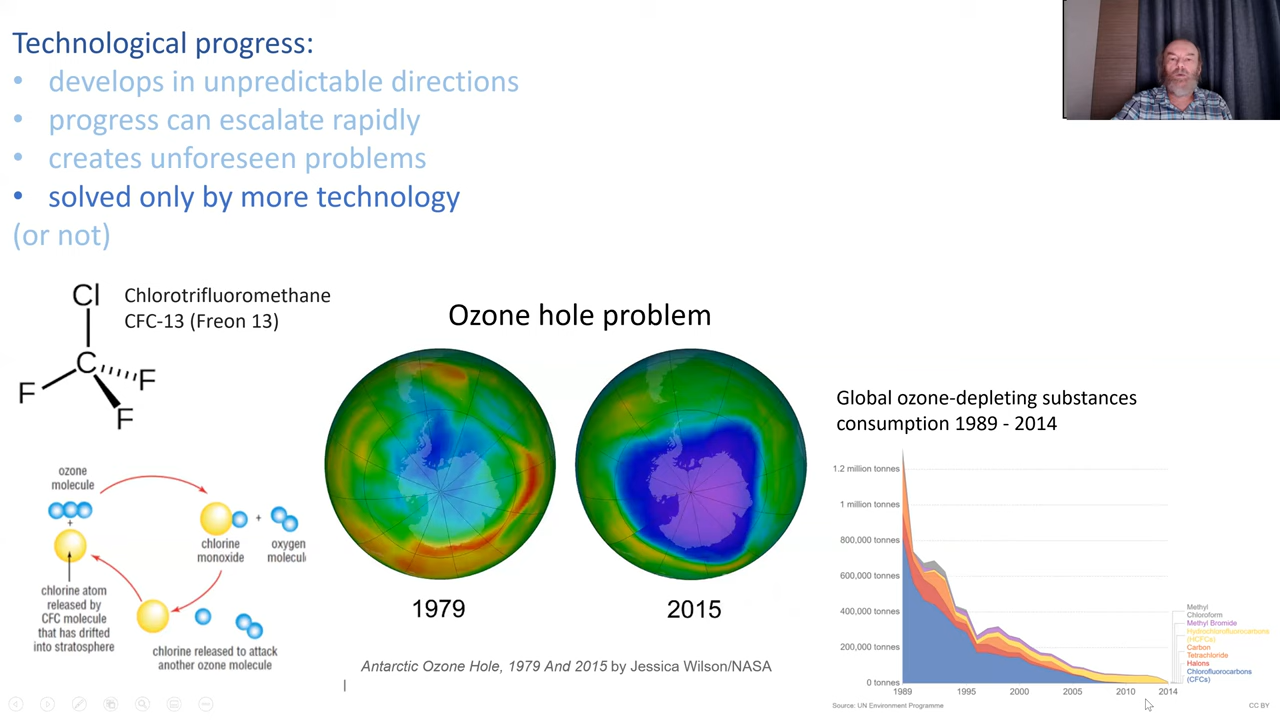 Technological progress:
• develops in unpredictable directions
• progress can escalate rapidly
• creates unforeseen problems
• solved only by more technology
(or not)
Cl
C
F
F
F
Chlorotrifluoromethane
CFC-13 (Freon 13)
ozone
molecule
+
chlorine atom
released by
CFC molecule
that has drifted
into stratosphere
chlorine
monoxide
+
oxygen
molecul
chlorine released to attack
another ozone molecule
Ozone hole problem
1979
2015
Antarctic Ozone Hole, 1979 And 2015 by Jessica Wilson/NASA
Global ozone-depleting substances
consumption 1989 - 2014
1.2 million tonnes
1 million tonnes
800,000 tonnes
600,000 tonnes
400,000 tonnes
200,000 tonnes
0 tonnes
1989
1995
2000
2005
2010
2014
Methyl
Chloroform
Methyl Bromide
Hydrochlorofluorocarbons
(HCFCs)
Carbon
Tetrachloride
Halons
Chlorofluorocarbons
(CFCs)
Source: UN Environment Programme
CC BY